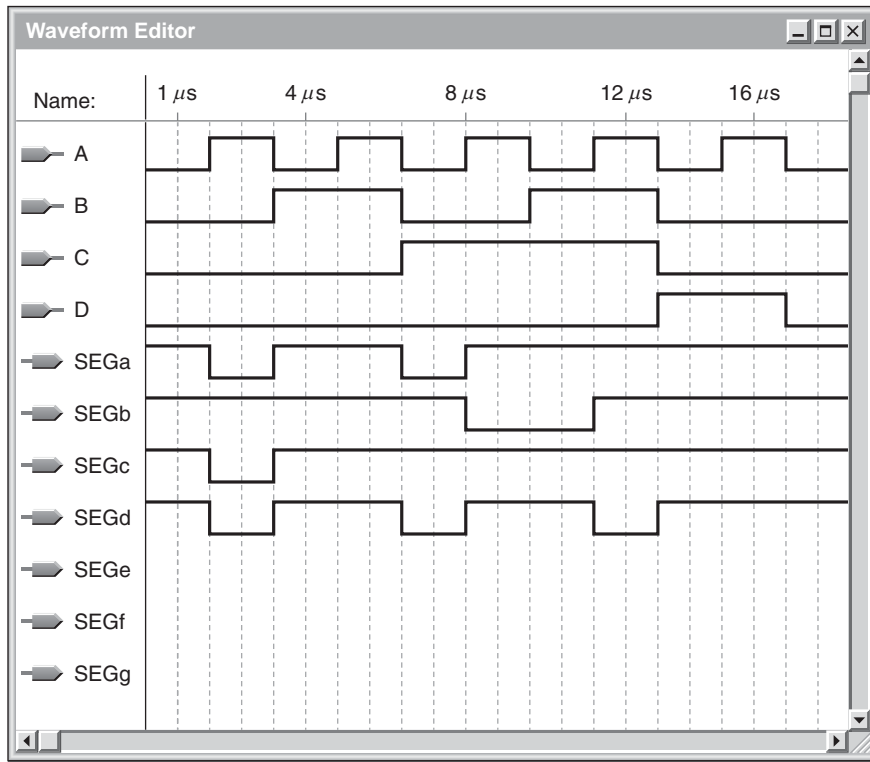 Waveform Editor
Name:
1 μs 4 μs 8 μs 12 μs 16 μs
A
B
C
D
SEGa
SEGb
SEGc
SEGd
SEGe
SEGf
SEGg